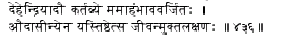 देहेन्द्रियादौ कर्तव्ये ममाहंभाववर्जितः ।
औदासीन्येन यस्तिष्ठेत्स जीवन्मुक्तलक्षणः ॥ ४३६॥